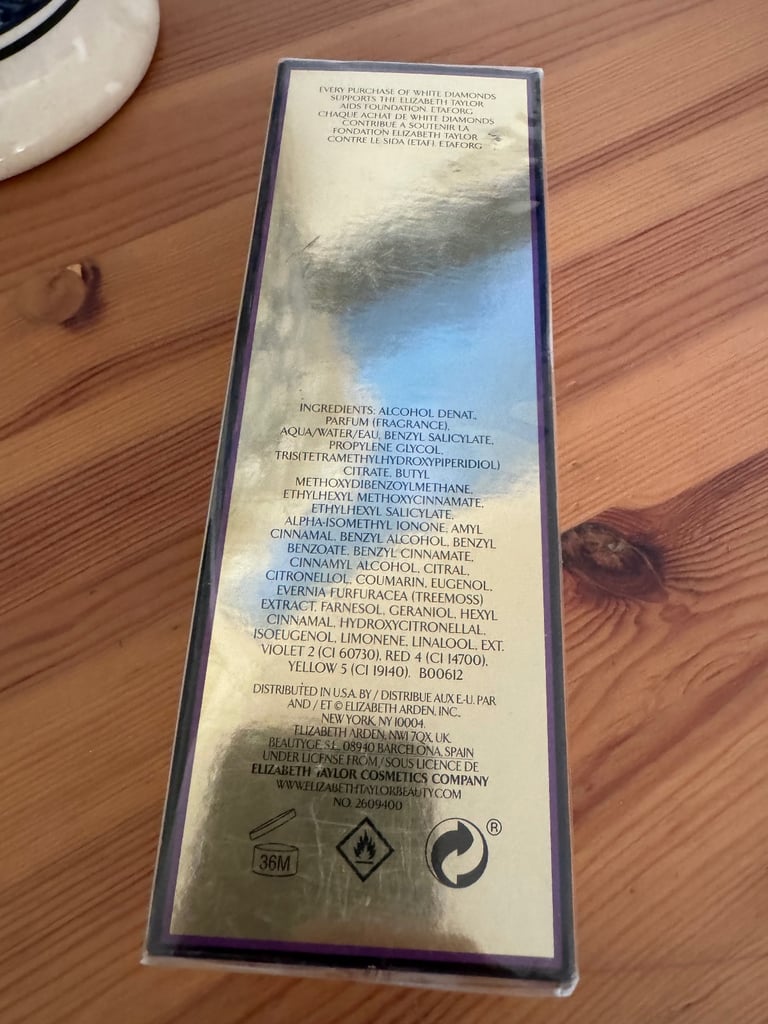 EVERY PURCHASE OF WHITE DIAMONDS
SUPPORTS THE ELIZABETH TAYLOR
AIDS FOUNDATION. ETAF.ORG
CHAQUE ACHAT DE WHITE DIAMONDS
CONTRIBUE A SOUTENIR LA
FONDATION ELIZABETH TAYLOR
CONTRE LE SIDA (ETAF). ETAF.ORG
INGREDIENTS: ALCOHOL DENAT.,
PARFUM (FRAGRANCE),
AQUA/WATER/EAU, BENZYL SALICYLATE,
PROPYLENE GLYCOL,
TRIS(TETRAMETHYLHYDROXYPIPERIDIOL)
CITRATE, BUTYL
METHOXYDIBENZOYLMETHANE,
ETHYLHEXYL METHOXYCINNAMATE,
ETHYLHEXYL SALICYLATE,
ALPHA-ISOMETHYL IONONE, AMYL
CINNAMAL, BENZYL ALCOHOL, BENZYL
BENZOATE, BENZYL CINNAMATE,
CINNAMYL ALCOHOL, CITRAL,
CITRONELLOL, COUMARIN, EUGENOL,
EVERNIA FURFURACEA (TREEMOSS)
EXTRACT, FARNESOL, GERANIOL, HEXYL
CINNAMAL, HYDROXYCITRONELLAL,
ISOEUGENOL, LIMONENE, LINALOOL, EXT.
VIOLET 2 (CI 60730), RED 4 (CI 14700),
YELLOW 5 (CI 19140). B00612
DISTRIBUTED IN U.S.A. BY / DISTRIBUE AUX E-U. PAR
AND / ET © ELIZABETH ARDEN, INC.,
NEW YORK, NY 10004.
ELIZABETH ARDEN, NW1 7QX, UK.
BEAUTYGE, S.L. 08940 BARCELONA, SPAIN
UNDER LICENSE FROM / SOUS LICENCE DE
ELIZABETH TAYLOR COSMETICS COMPANY
WWW.ELIZABETHTAYLORBEAUTY.COM
NO. 2609400
36M
®